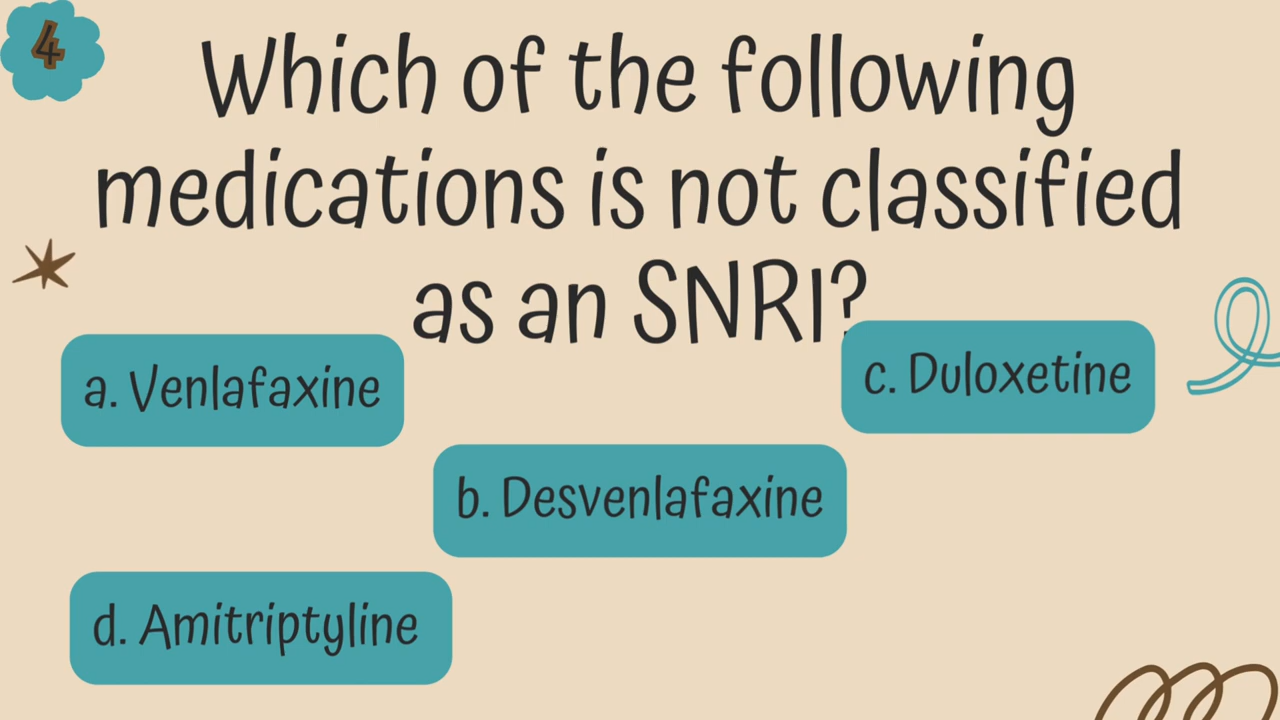 4
Which of the following
medications is not classified
as an SNRI?
a. Venlafaxine
c. Duloxetine
b. Desvenlafaxine
d. Amitriptyline